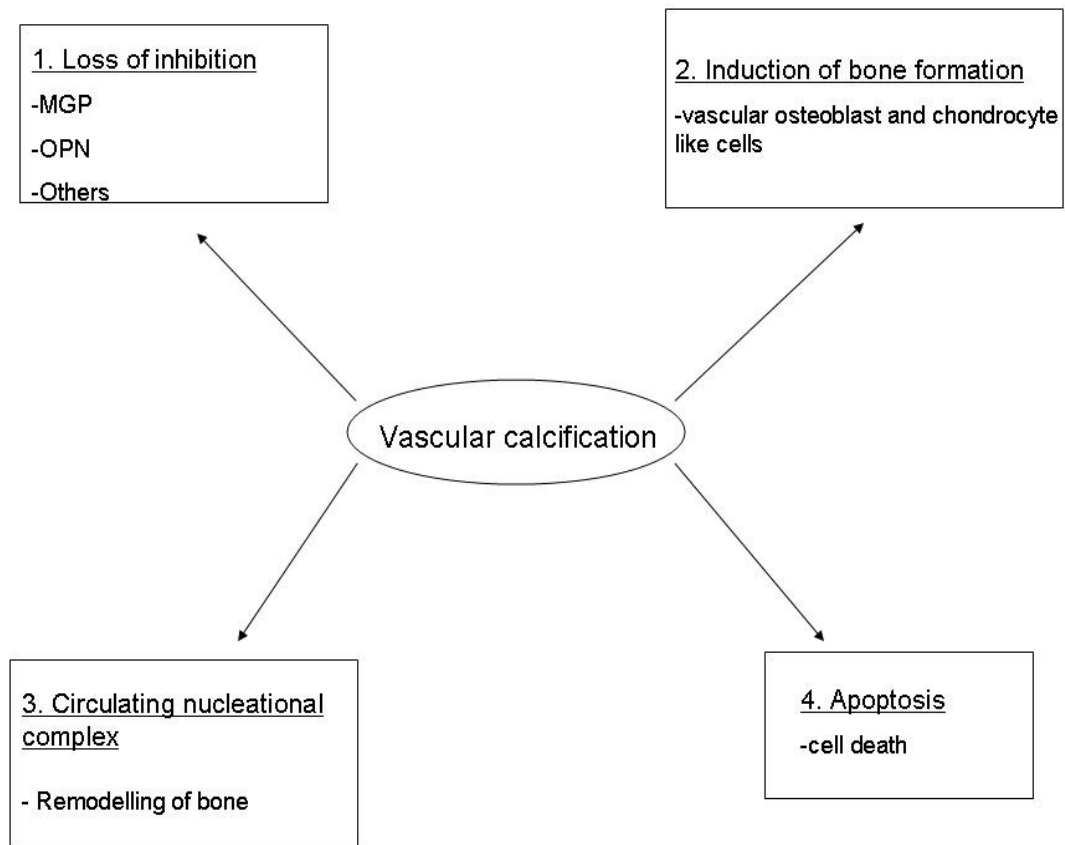 1. Loss of inhibition
-MGP
-OPN
-Others
2. Induction of bone formation
-vascular osteoblast and chondrocyte
like cells
Vascular calcification
3. Circulating nucleational
complex
- Remodelling of bone
4. Apoptosis
-cell death